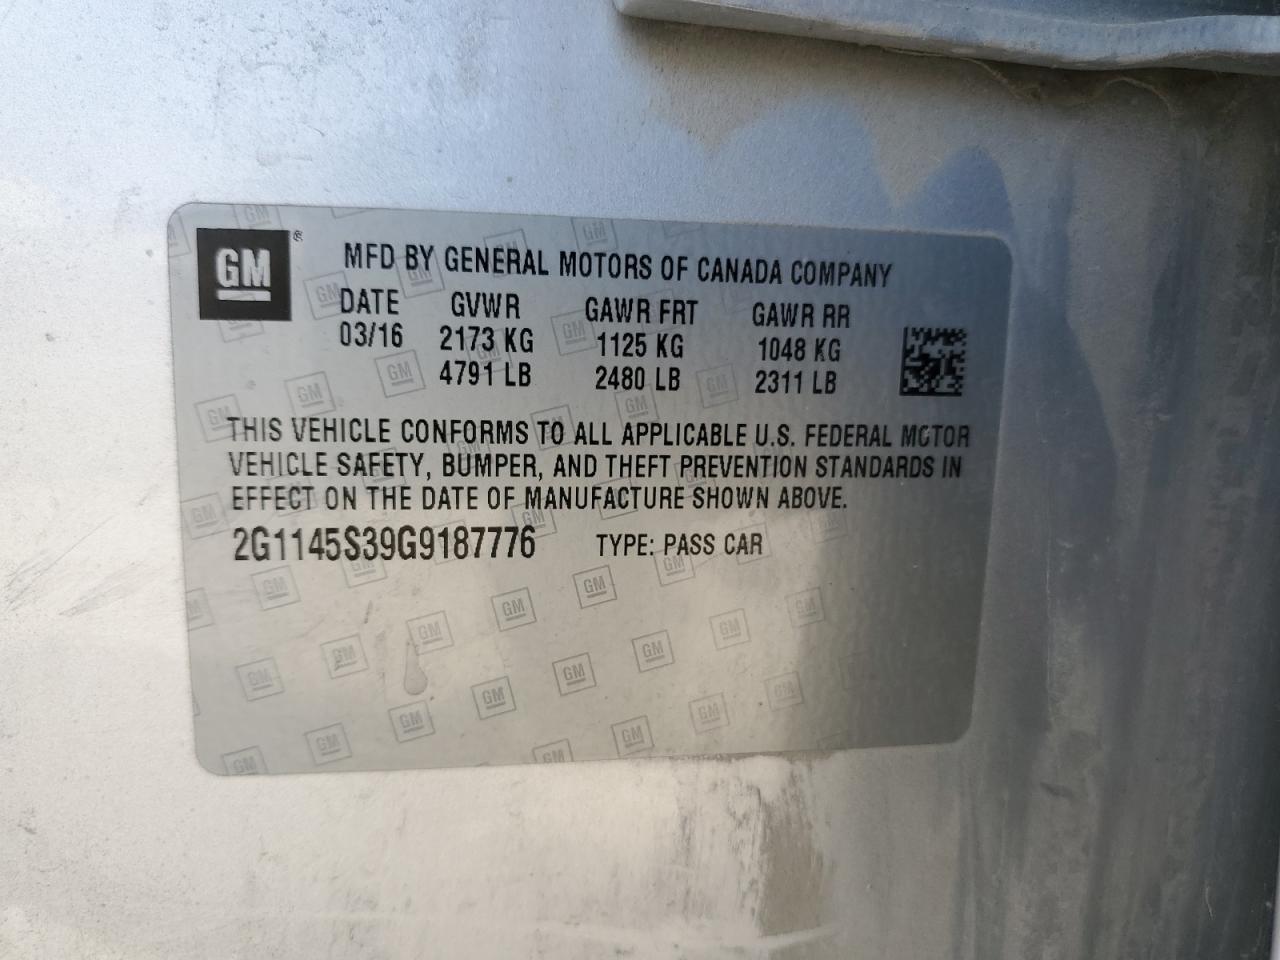 GM ®
MFD BY GENERAL MOTORS OF CANADA COMPANY
DATE GVWR GAWR FRT GAWR RR
03/16 2173 KG 1125 KG 1048 KG
4791 LB 2480 LB 2311 LB
THIS VEHICLE CONFORMS TO ALL APPLICABLE U.S. FEDERAL MOTOR
VEHICLE SAFETY, BUMPER, AND THEFT PREVENTION STANDARDS IN
EFFECT ON THE DATE OF MANUFACTURE SHOWN ABOVE.
2G1145S39G9187776 TYPE: PASS CAR